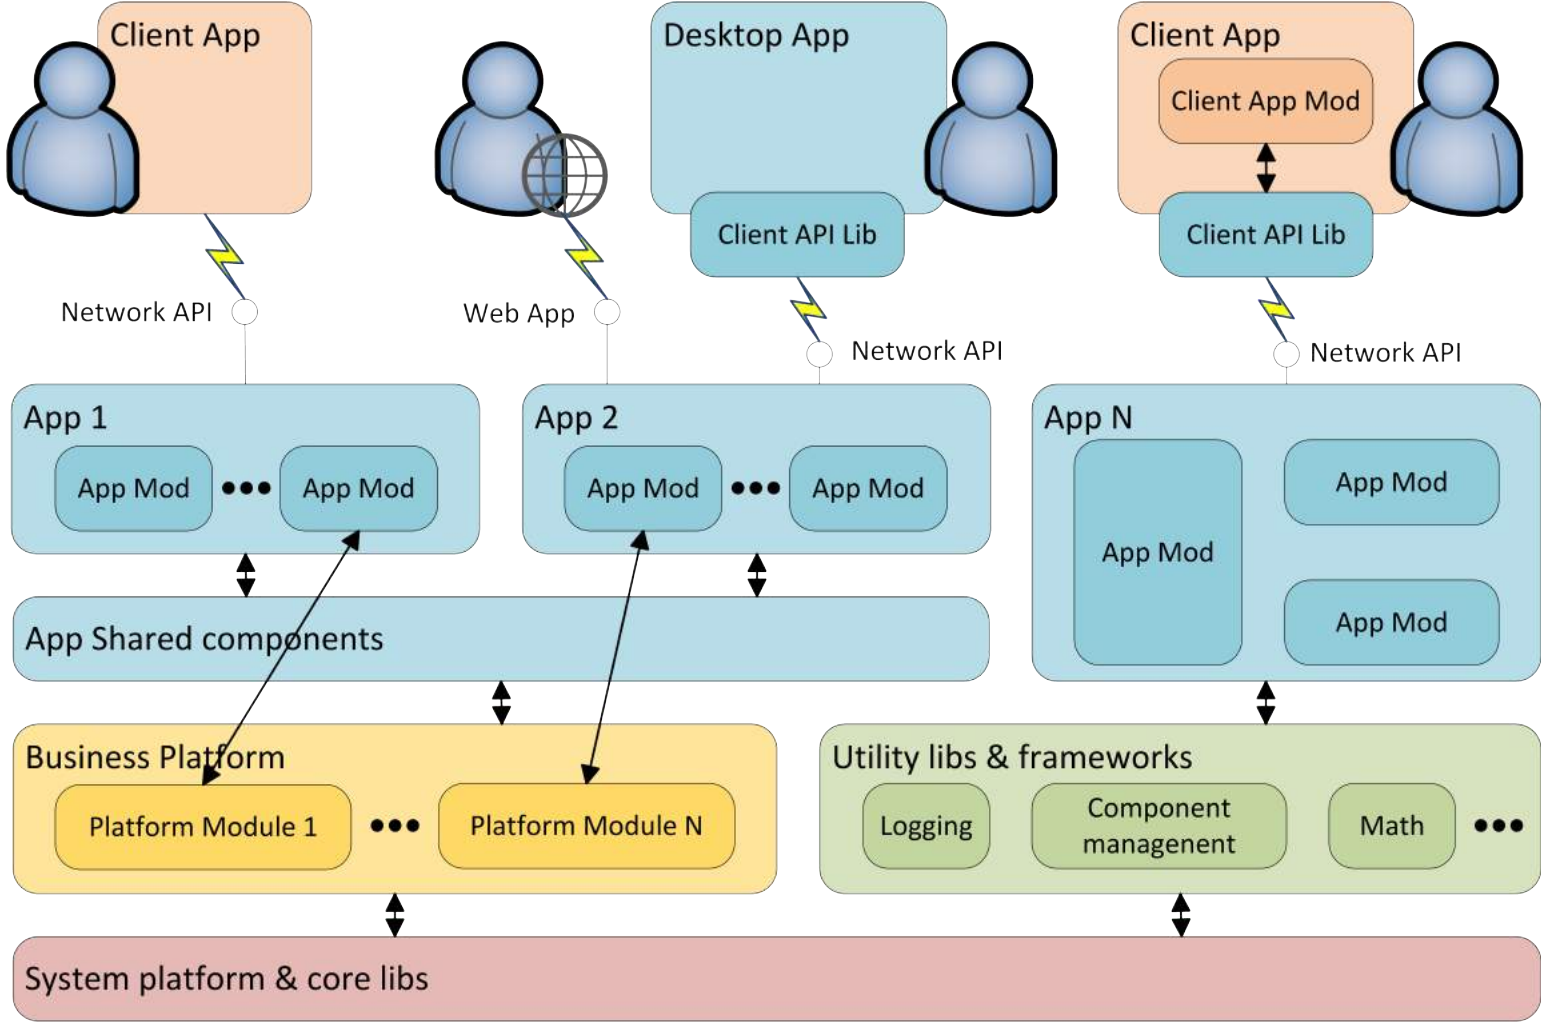 Client App
Desktop App
Client App
Client App Mod
Client API Lib
Client API Lib
Network API
Web App
Network API
Network API
App 1
App Mod
App Mod
App 2
App Mod
App Mod
App N
App Mod
App Mod
App Mod
App Shared components
Business Platform
Platform Module 1
Platform Module N
Utility libs & frameworks
Logging
Component
managenent
Math
System platform & core libs